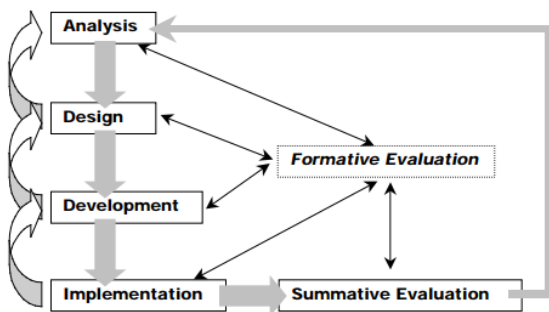 Analysis
Design
Formative Evaluation
Development
Implementation
Summative Evaluation